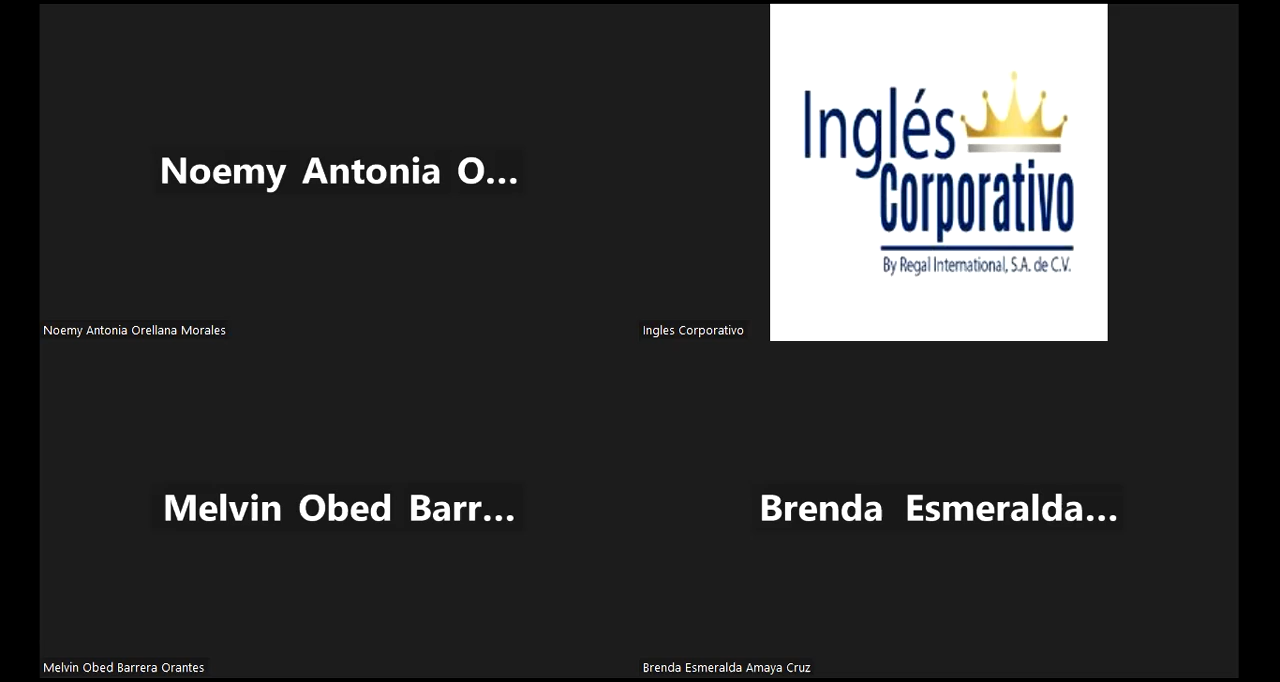 Noemy Antonia O...
Noemy Antonia Orellana Morales
Inglés
Corporativo
By Regal International, S.A. de C.V.
Ingles Corporativo
Melvin Obed Barr...
Melvin Obed Barrera Orantes
Brenda Esmeralda...
Brenda Esmeralda Amaya Cruz